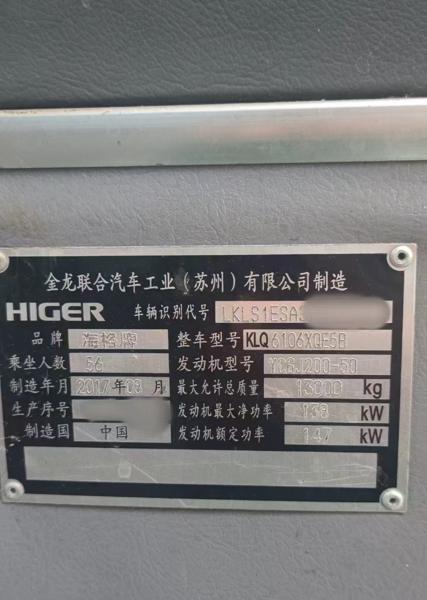 金龙联合汽车工业（苏州）有限公司制造
HIGER 车辆识别代号 LKLS1ESA
品牌 海格牌 整车型号 KLQ6106XQE5B
乘坐人数 56 发动机型号 YC6J200-50
制造年月 2017年03月 最大允许总质量 13000 kg
生产序号 发动机最大净功率 138 kW
制造国 中国 发动机额定功率 147 kW